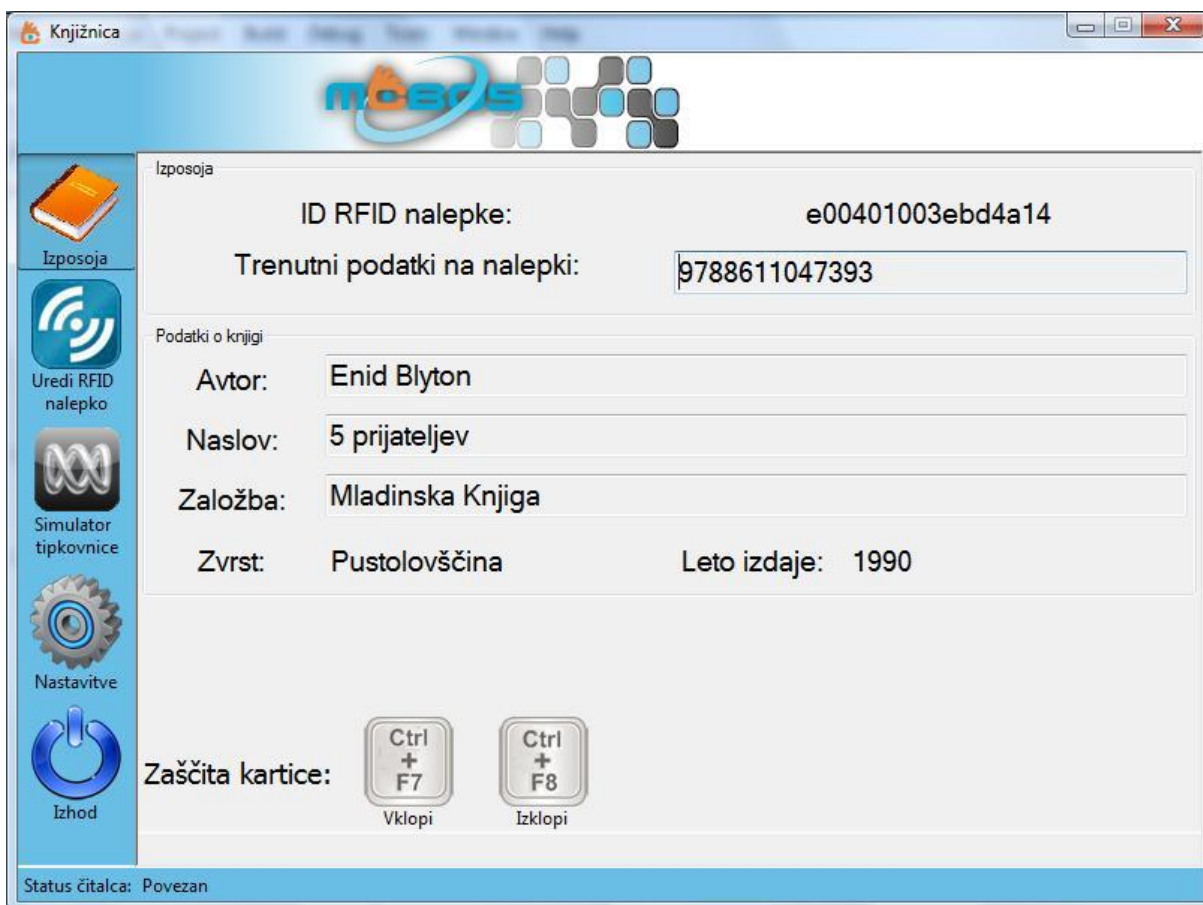 Knjižnica
MOBOS
Izposoja
ID RFID nalepke: e00401003ebd4a14
Trenutni podatki na nalepki: 9788611047393
Podatki o knjigi
Avtor: Enid Blyton
Naslov: 5 prijateljev
Založba: Mladinska Knjiga
Zvrst: Pustolovščina Leto izdaje: 1990
Zaščita kartice:
Ctrl
+
F7
Vklopi
Ctrl
+
F8
Izklopi
Izposoja
Uredi RFID
nalepko
Simulator
tipkovnice
Nastavitve
Izhod
Status čitalca: Povezan